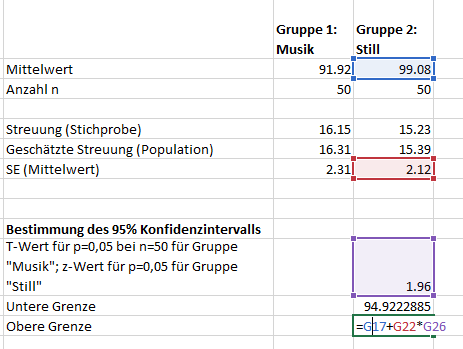 Gruppe 1: Gruppe 2:
Musik Still
Mittelwert 91.92 99.08
Anzahl n 50 50
Streuung (Stichprobe) 16.15 15.23
Geschätzte Streuung (Population) 16.31 15.39
SE (Mittelwert) 2.31 2.12
Bestimmung des 95% Konfidenzintervalls
T-Wert für p=0,05 bei n=50 für Gruppe
"Musik"; z-Wert für p=0,05 für Gruppe
"Still" 1.96
Untere Grenze 94.9222885
Obere Grenze =G17+G22*G26